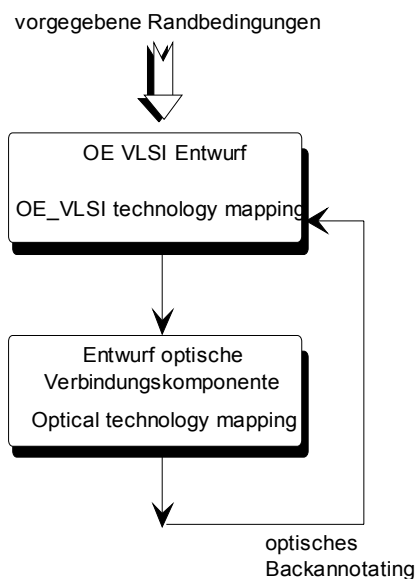 vorgegebene Randbedingungen
OE VLSI Entwurf
OE_VLSI technology mapping
Entwurf optische
Verbindungskomponente
Optical technology mapping
optisches
Backannotating